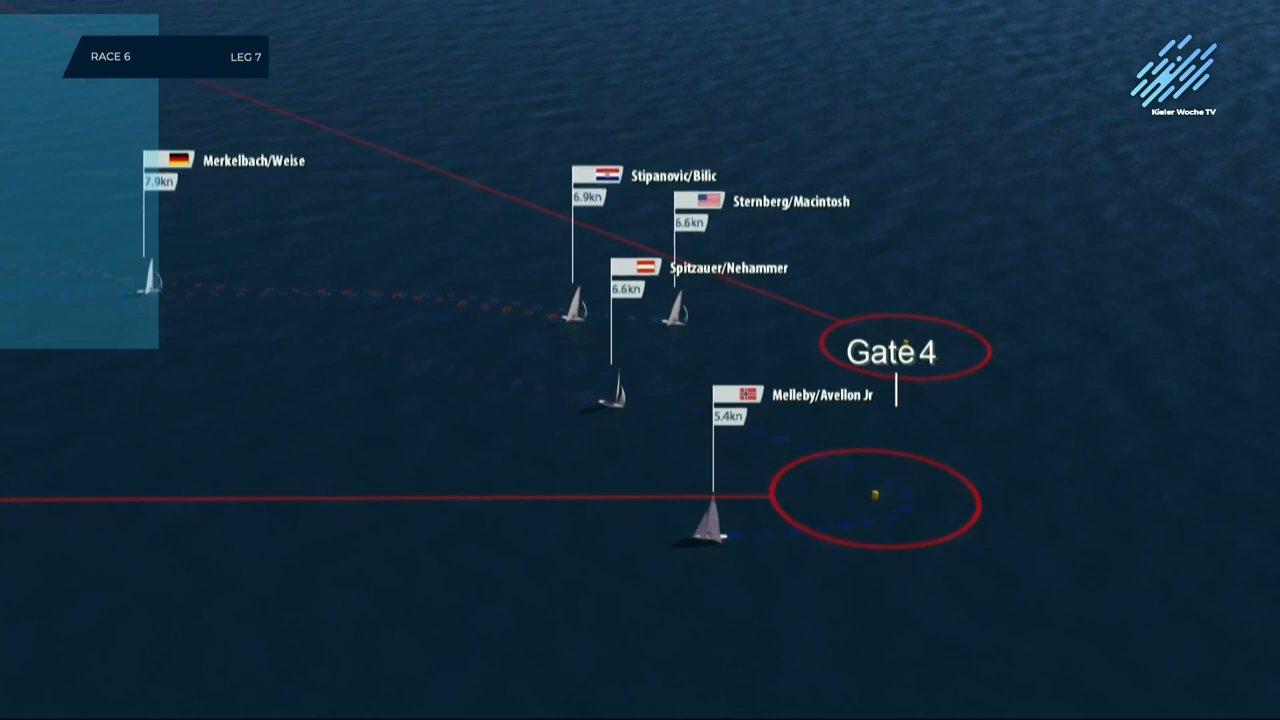 RACE 6 LEG 7
Kieler Woche TV
Merkelbach/Weise
7.9kn
Stipanovic/Bilic
6.9kn
Sternberg/Macintosh
6.6kn
Spitzauer/Nehammer
6.6kn
Gate 4
Melleby/Avellon Jr
5.4kn